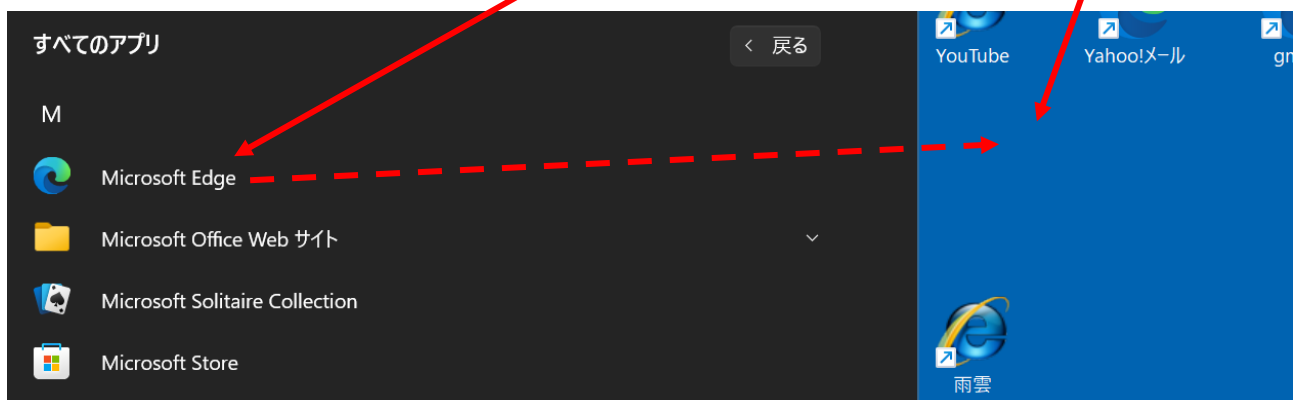 すべてのアプリ
く 戻る
M
Microsoft Edge
Microsoft Office Web サイト
Microsoft Solitaire Collection
Microsoft Store
YouTube
Yahoo!メール
雨雲